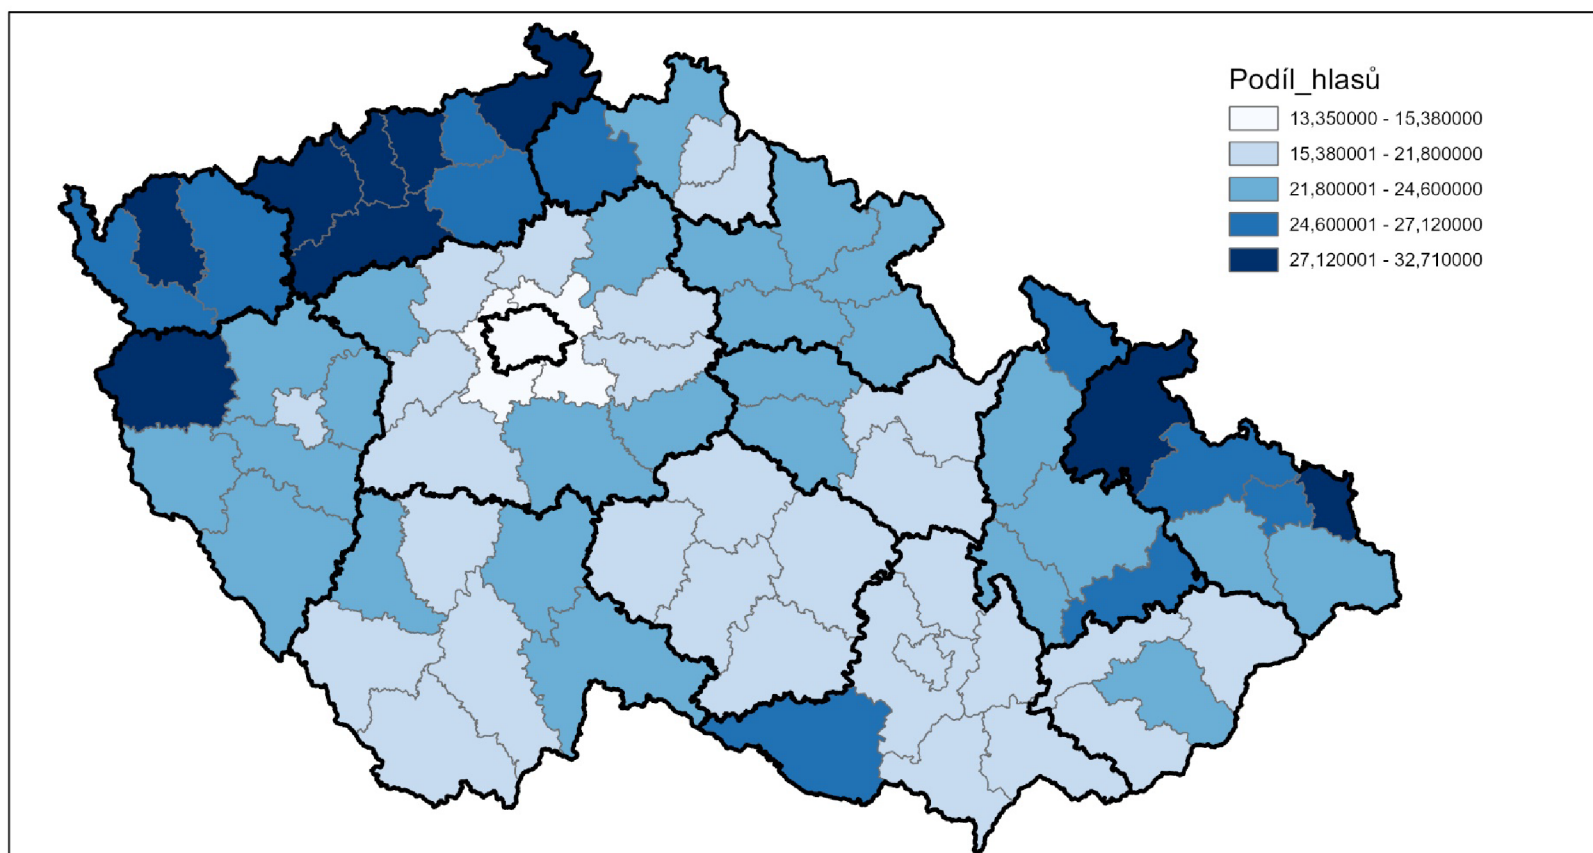 Podíl_hlasů
13,350000 - 15,380000
15,380001 - 21,800000
21,800001 - 24,600000
24,600001 - 27,120000
27,120001 - 32,710000